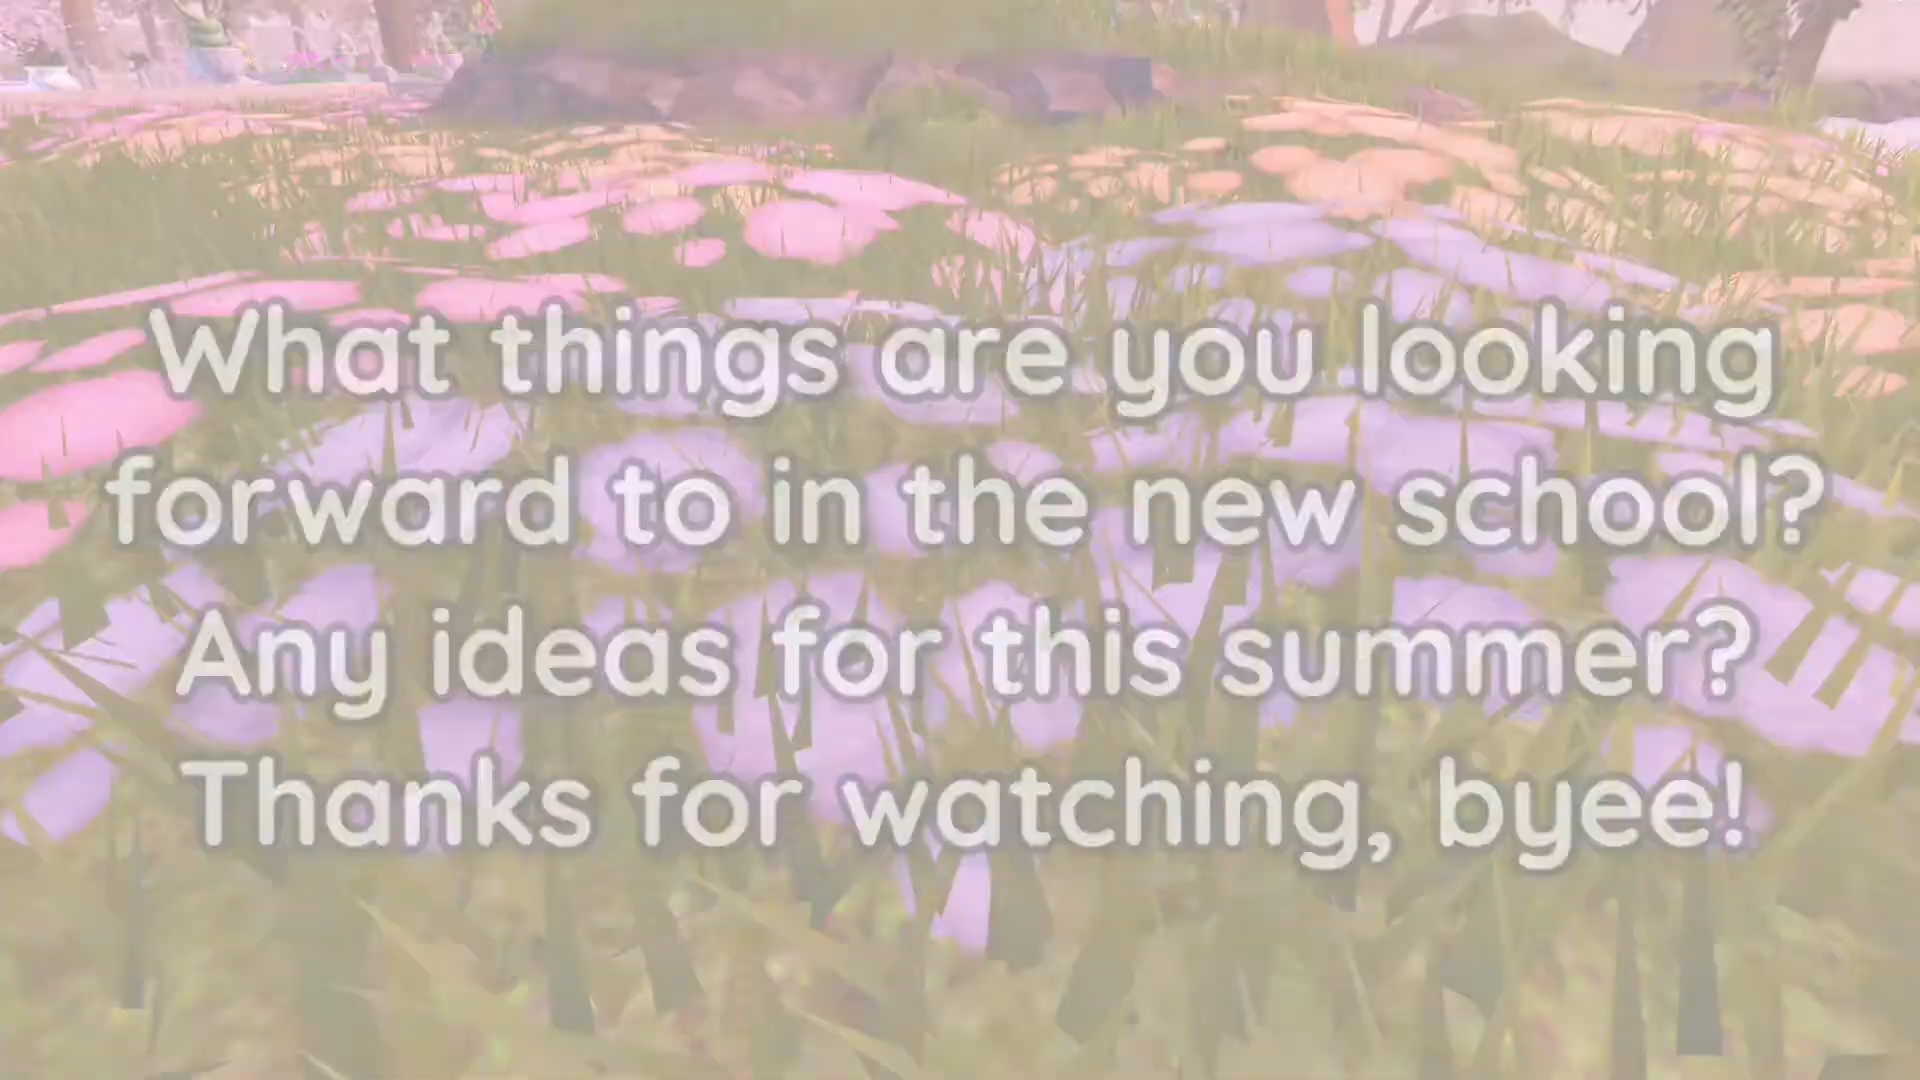 What things are you looking
forward to in the new school?
Any ideas for this summer?
Thanks for watching, byee!